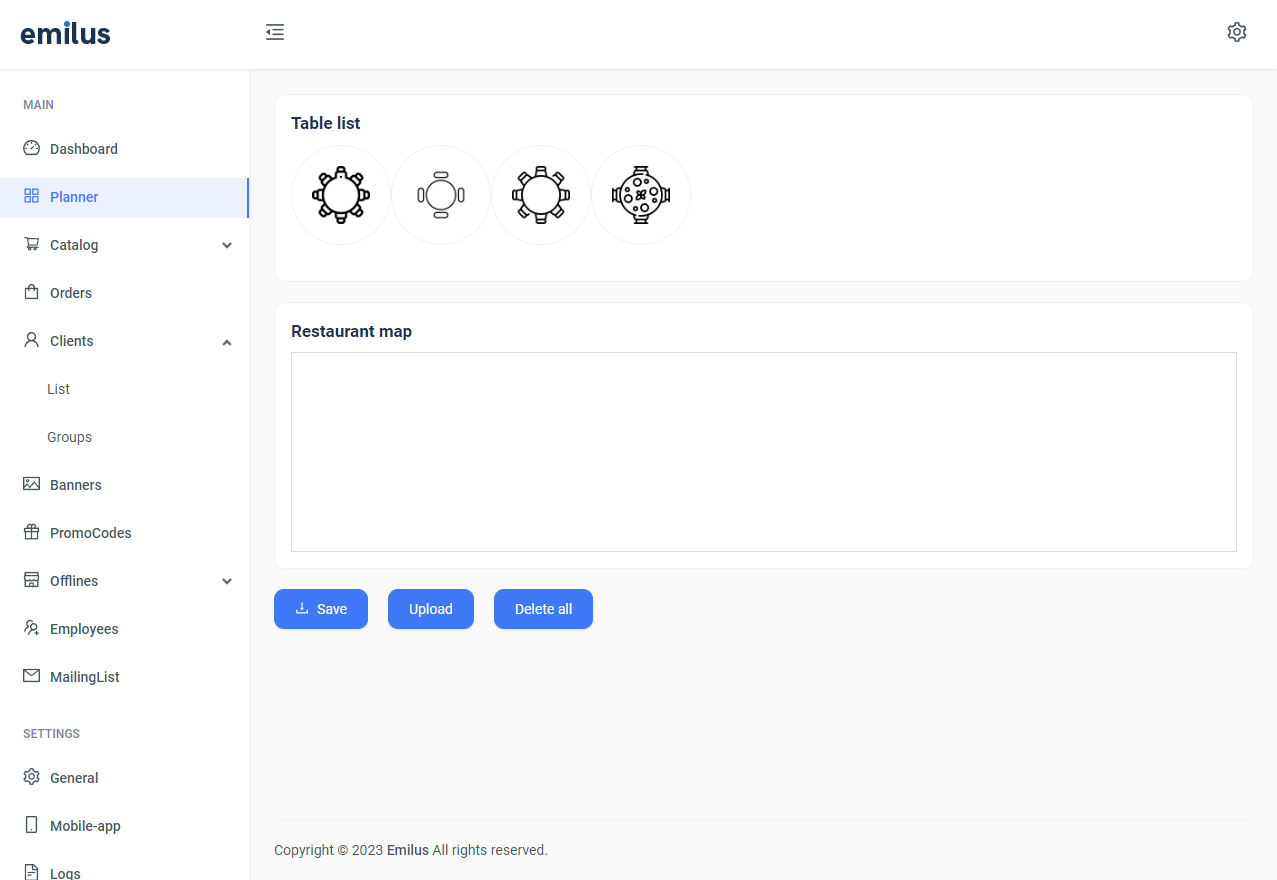 emilus
MAIN
Dashboard
Planner
Catalog
Orders
Clients
List
Groups
Banners
PromoCodes
Offlines
Employees
MailingList
SETTINGS
General
Mobile-app
Logs
Table list
Restaurant map
Save
Upload
Delete all
Copyright © 2023 Emilus All rights reserved.